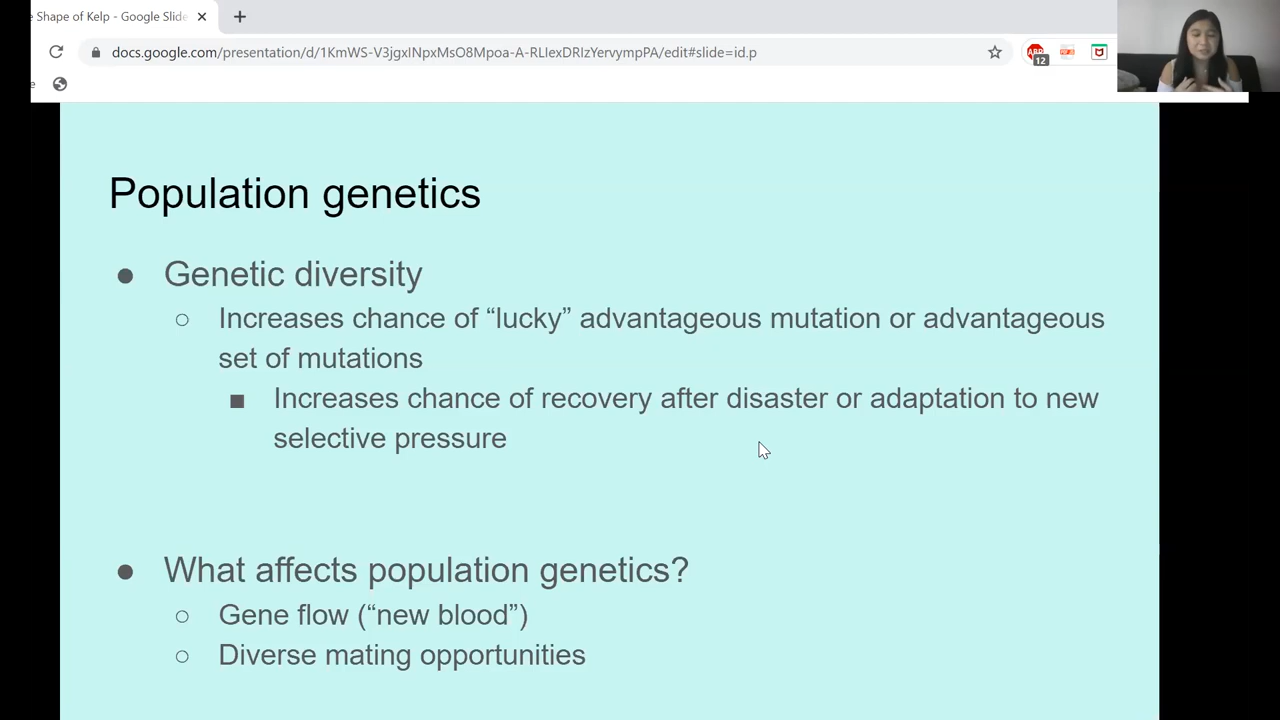 e Shape of Kelp - Google Slide
docs.google.com/presentation/d/1KmWS-V3jgxINpxMsO8Mpoa-A-RLIexDRIzYervympPA/edit#slide=id.p
12
e
Population genetics
● Genetic diversity
○ Increases chance of “lucky” advantageous mutation or advantageous
set of mutations
■ Increases chance of recovery after disaster or adaptation to new
selective pressure
● What affects population genetics?
○ Gene flow (“new blood”)
○ Diverse mating opportunities